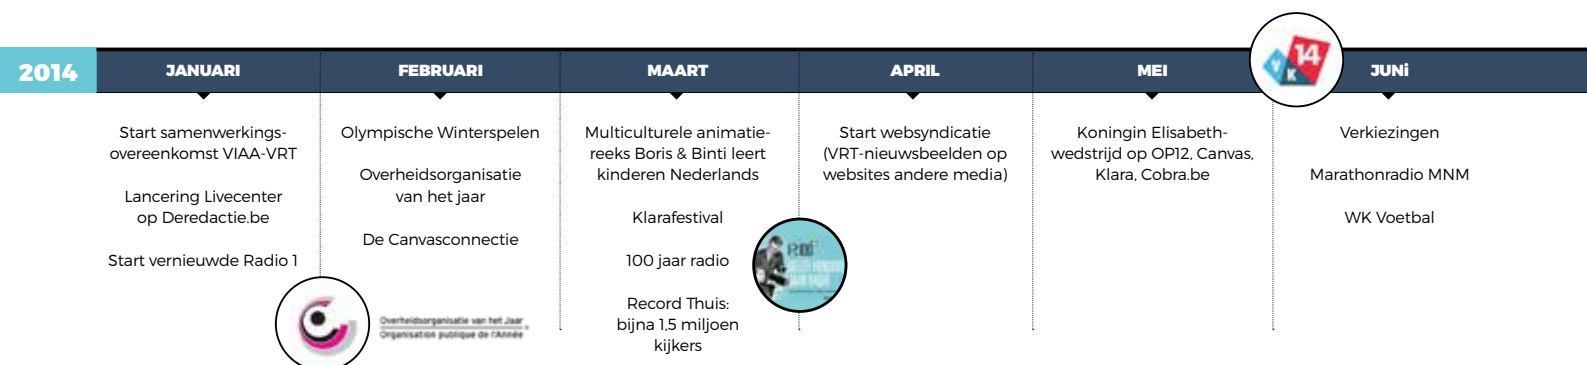 2014
JANUARI
FEBRUARI
MAART
APRIL
MEI
JUNi
14
V
K
Start samenwerkings-
overeenkomst VIAA-VRT
Lancering Livecenter
op Deredactie.be
Start vernieuwde Radio 1
Olympische Winterspelen
Overheidsorganisatie
van het jaar
De Canvasconnectie
Overheidsorganisatie van het Jaar
Organisation publique de l'Année
Multiculturele animatie-
reeks Boris & Binti leert
kinderen Nederlands
Klarafestival
100 jaar radio
Record Thuis:
bijna 1,5 miljoen
kijkers
Start websyndicatie
(VRT-nieuwsbeelden op
websites andere media)
Koningin Elisabeth-
wedstrijd op OP12, Canvas,
Klara, Cobra.be
Verkiezingen
Marathonradio MNM
WK Voetbal